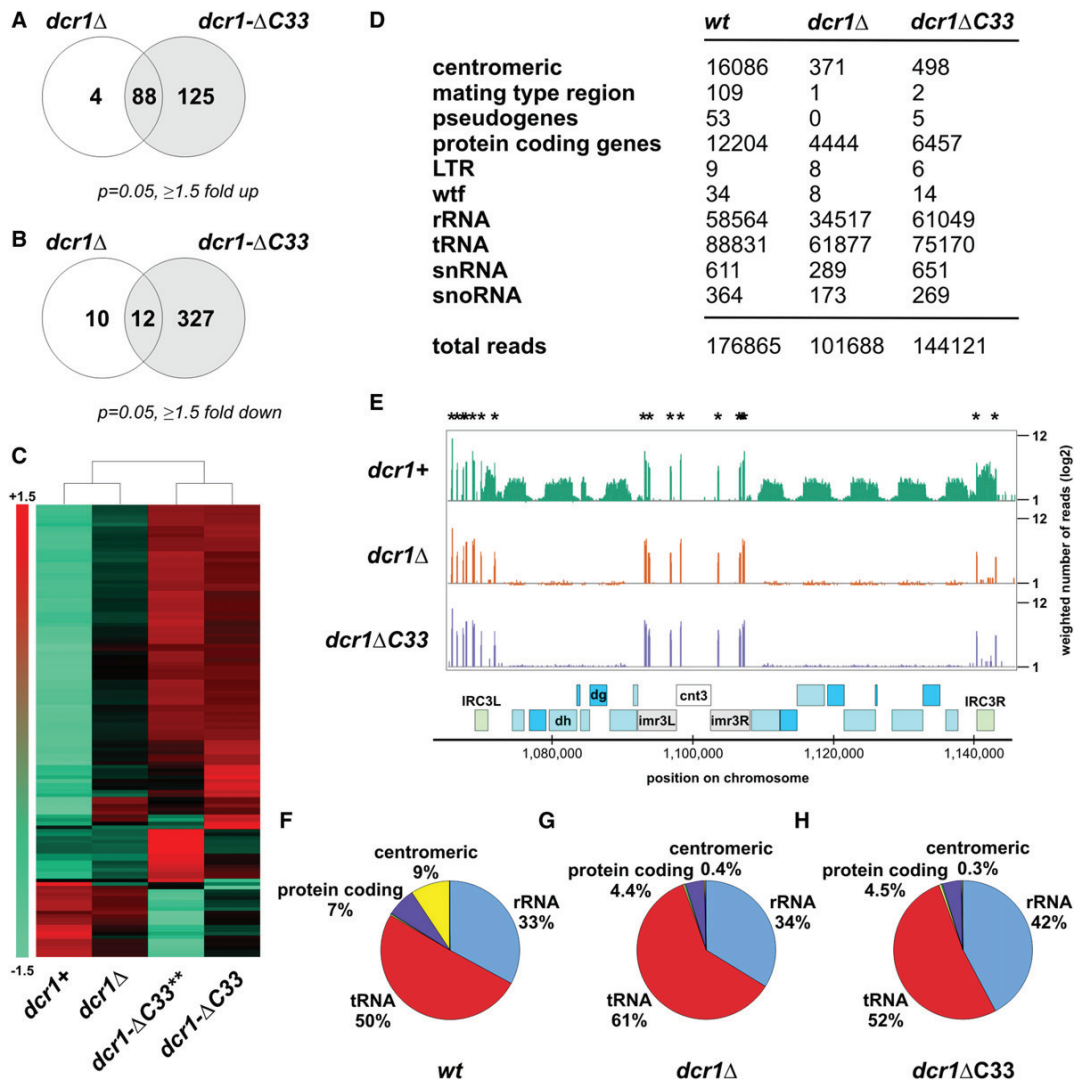 A
dcr1Δ dcr1-ΔC33
4 88 125
p=0.05, ≥1.5 fold up
B
dcr1Δ dcr1-ΔC33
10 12 327
p=0.05, ≥1.5 fold down
C
+1.5
-1.5
dcr1+ dcr1Δ dcr1-ΔC33** dcr1-ΔC33
D
wt dcr1Δ dcr1ΔC33
centromeric 16086 371 498
mating type region 109 1 2
pseudogenes 53 0 5
protein coding genes 12204 4444 6457
LTR 9 8 6
wtf 34 8 14
rRNA 58564 34517 61049
tRNA 88831 61877 75170
snRNA 611 289 651
snoRNA 364 173 269
total reads 176865 101688 144121
E
dcr1+
12
1
dcr1Δ
12
1
dcr1ΔC33
12
1
weighted number of reads (log2)
dg cnt3
IRC3L IRC3R
dh imr3L imr3R
1,080,000 1,100,000 1,120,000 1,140,000
position on chromosome
F
centromeric
9%
protein coding
7%
rRNA
33%
tRNA
50%
wt
G
centromeric
0.4%
protein coding
4.4%
rRNA
34%
tRNA
61%
dcr1Δ
H
centromeric
0.3%
protein coding
4.5%
rRNA
42%
tRNA
52%
dcr1ΔC33